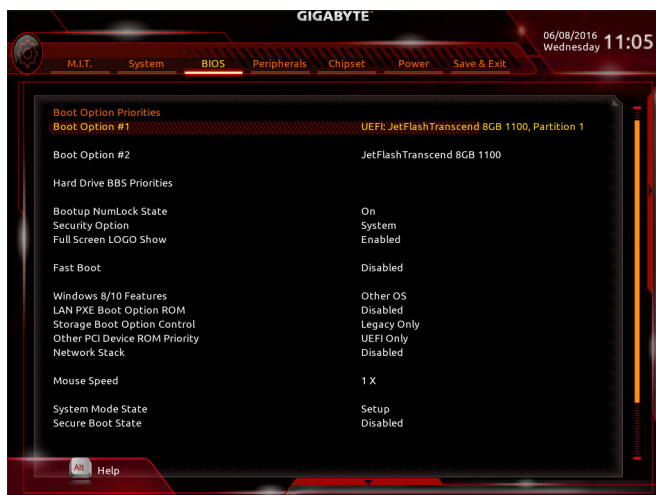 GIGABYTE™
06/08/2016 11:05
Wednesday
M.I.T. System BIOS Peripherals Chipset Power Save & Exit
Boot Option Priorities
Boot Option #1 UEFI: JetFlashTranscend 8GB 1100, Partition 1
Boot Option #2 JetFlashTranscend 8GB 1100
Hard Drive BBS Priorities
Bootup NumLock State On
Security Option System
Full Screen LOGO Show Enabled
Fast Boot Disabled
Windows 8/10 Features Other OS
LAN PXE Boot Option ROM Disabled
Storage Boot Option Control Legacy Only
Other PCI Device ROM Priority UEFI Only
Network Stack Disabled
Mouse Speed 1 X
System Mode State Setup
Secure Boot State Disabled
Alt Help